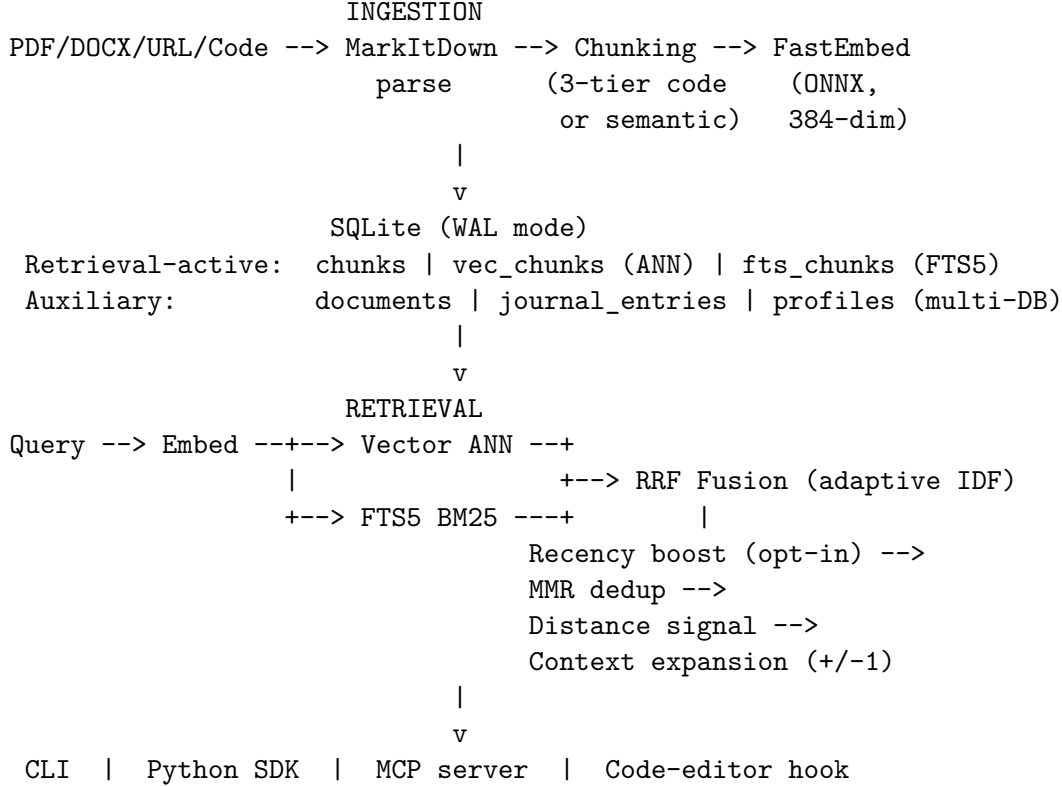 INGESTION
PDF/DOCX/URL/Code --> MarkItDown --> Chunking --> FastEmbed
                        parse      (3-tier code    (ONNX,
                                    or semantic)   384-dim)
                             |
                             v
                     SQLite (WAL mode)
 Retrieval-active:  chunks | vec_chunks (ANN) | fts_chunks (FTS5)
 Auxiliary:         documents | journal_entries | profiles (multi-DB)
                             |
                             v
                      RETRIEVAL
Query --> Embed --+--> Vector ANN --+
                  |                 +--> RRF Fusion (adaptive IDF)
                  +--> FTS5 BM25 ---+        |
                                  Recency boost (opt-in) -->
                                  MMR dedup -->
                                  Distance signal -->
                                  Context expansion (+/-1)
                             |
                             v
 CLI  |  Python SDK  |  MCP server  |  Code-editor hook